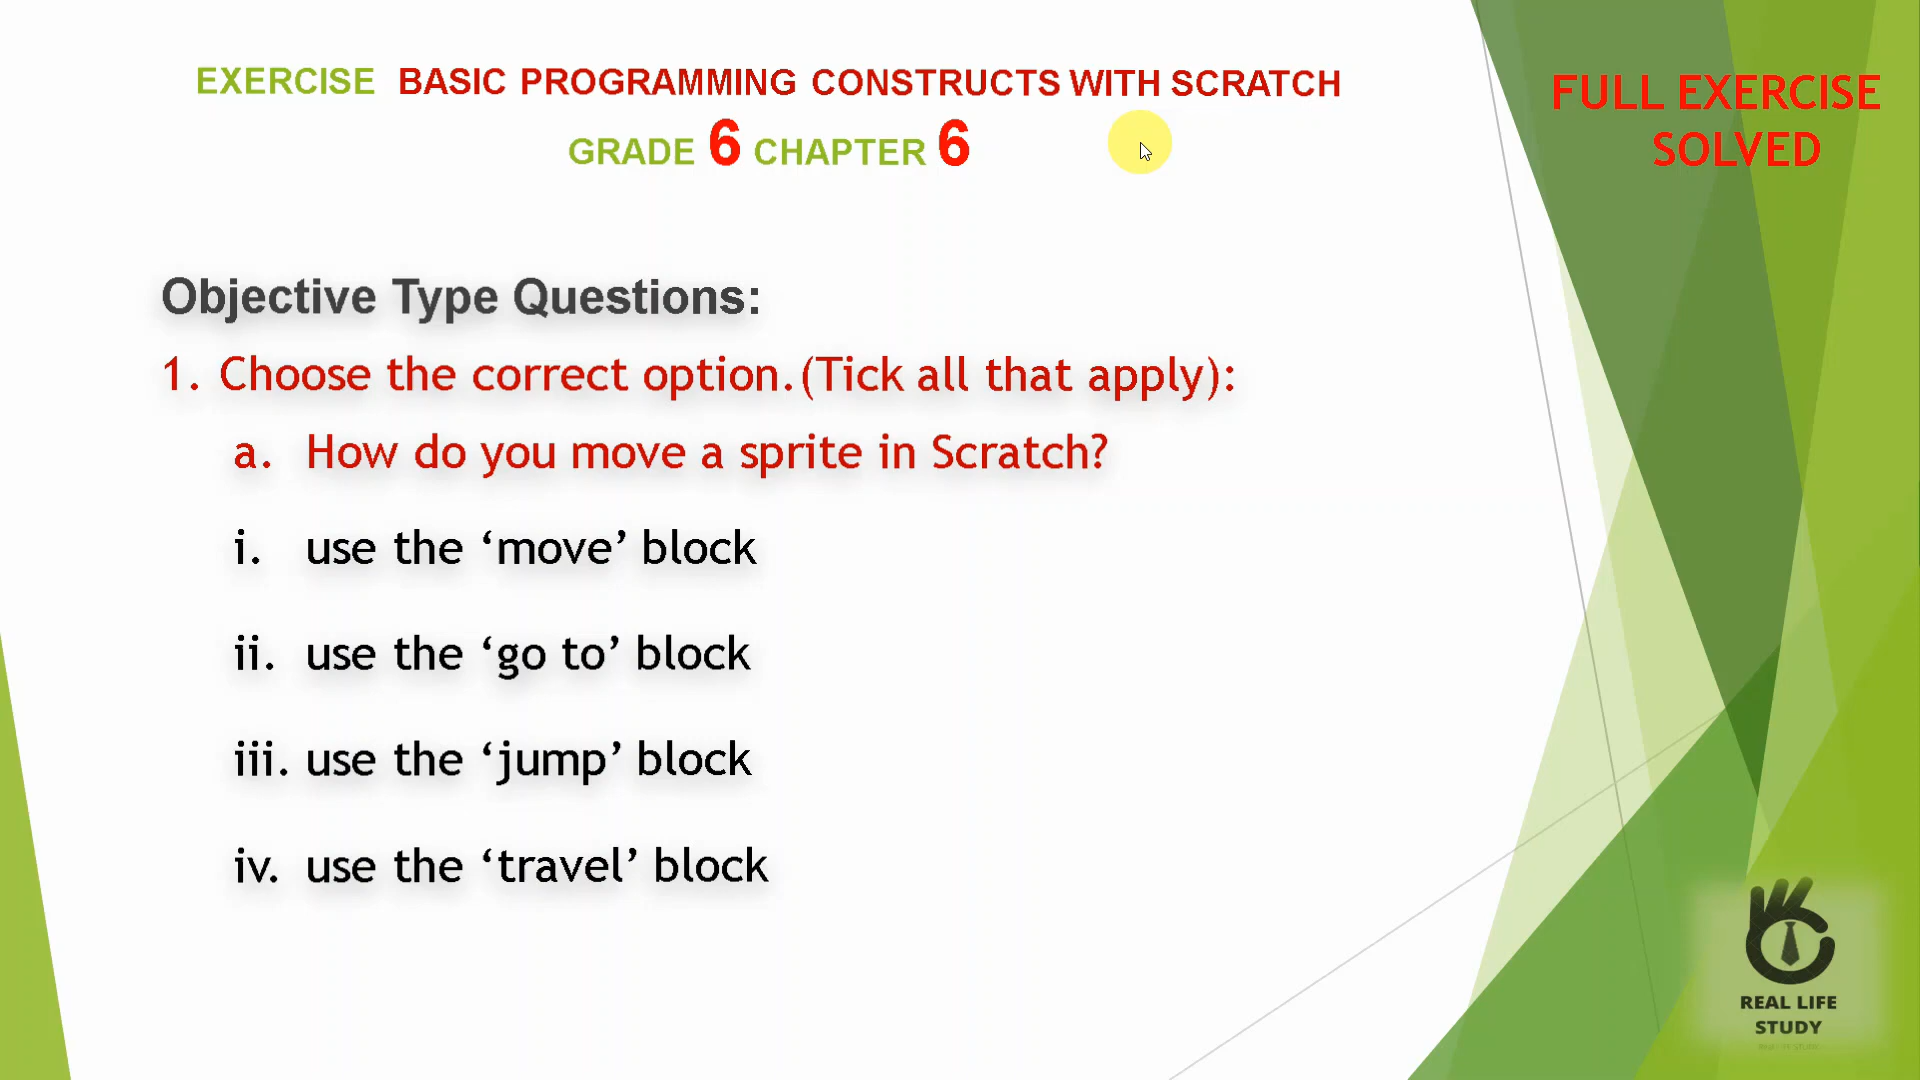 EXERCISE BASIC PROGRAMMING CONSTRUCTS WITH SCRATCH
GRADE 6 CHAPTER 6
FULL EXERCISE
SOLVED
Objective Type Questions:
1. Choose the correct option.(Tick all that apply):
a. How do you move a sprite in Scratch?
i. use the ‘move’ block
ii. use the ‘go to’ block
iii. use the ‘jump’ block
iv. use the ‘travel’ block
REAL LIFE
STUDY